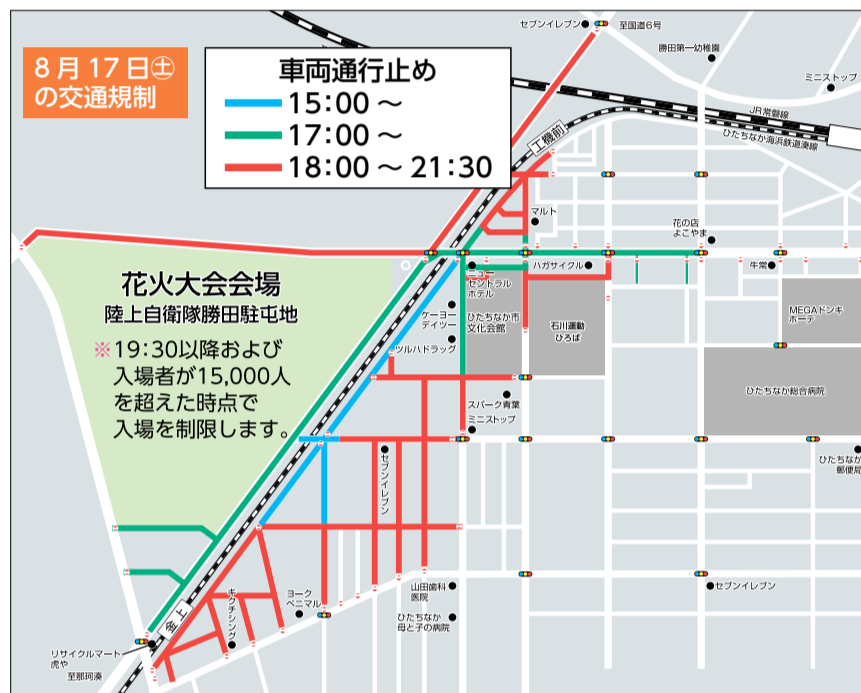 8月17日㊏
の交通規制
車両通行止め
15:00 ～
17:00 ～
18:00 ～ 21:30
セブンイレブン
至国道6号
勝田第一幼稚園
ミニストップ
JR常磐線
ひたちなか海浜鉄道湊線
工機前
マルト
花の店
よこやま
ハガサイクル
牛常
ニュー
セントラル
ホテル
花火大会会場
陸上自衛隊勝田駐屯地
※19:30以降および
入場者が15,000人
を超えた時点で
入場を制限します。
ケーヨー
デイツー
ひたちなか市
文化会館
石川運動
ひろば
MEGAドンキ
ホーテ
ツルハドラッグ
ひたちなか総合病院
スパーク青葉
ミニストップ
セブンイレブン
ひたちなか
郵便局
山田歯科
医院
セブンイレブン
ヨーク
ベニマル
キクチシング
ひたちなか
母と子の病院
金上
リサイクルマート
虎や
至那珂湊